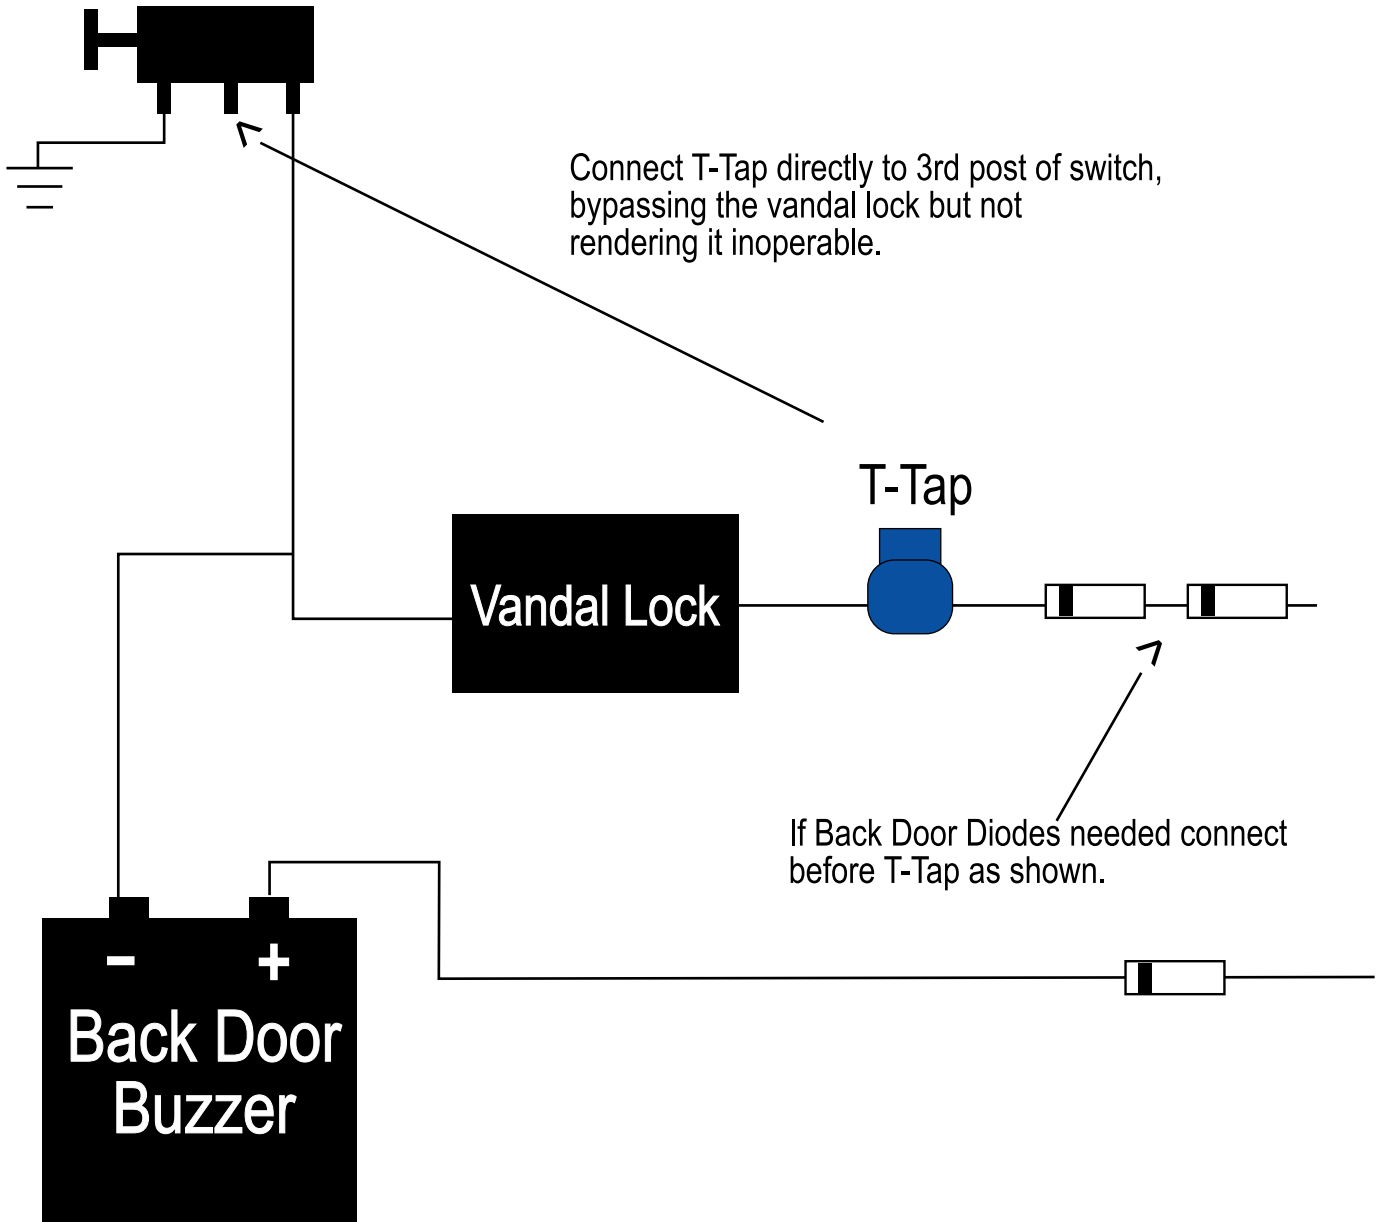 Connect T-Tap directly to 3rd post of switch,
bypassing the vandal lock but not
rendering it inoperable.
T-Tap
Vandal Lock
If Back Door Diodes needed connect
before T-Tap as shown.
- +
Back Door
Buzzer